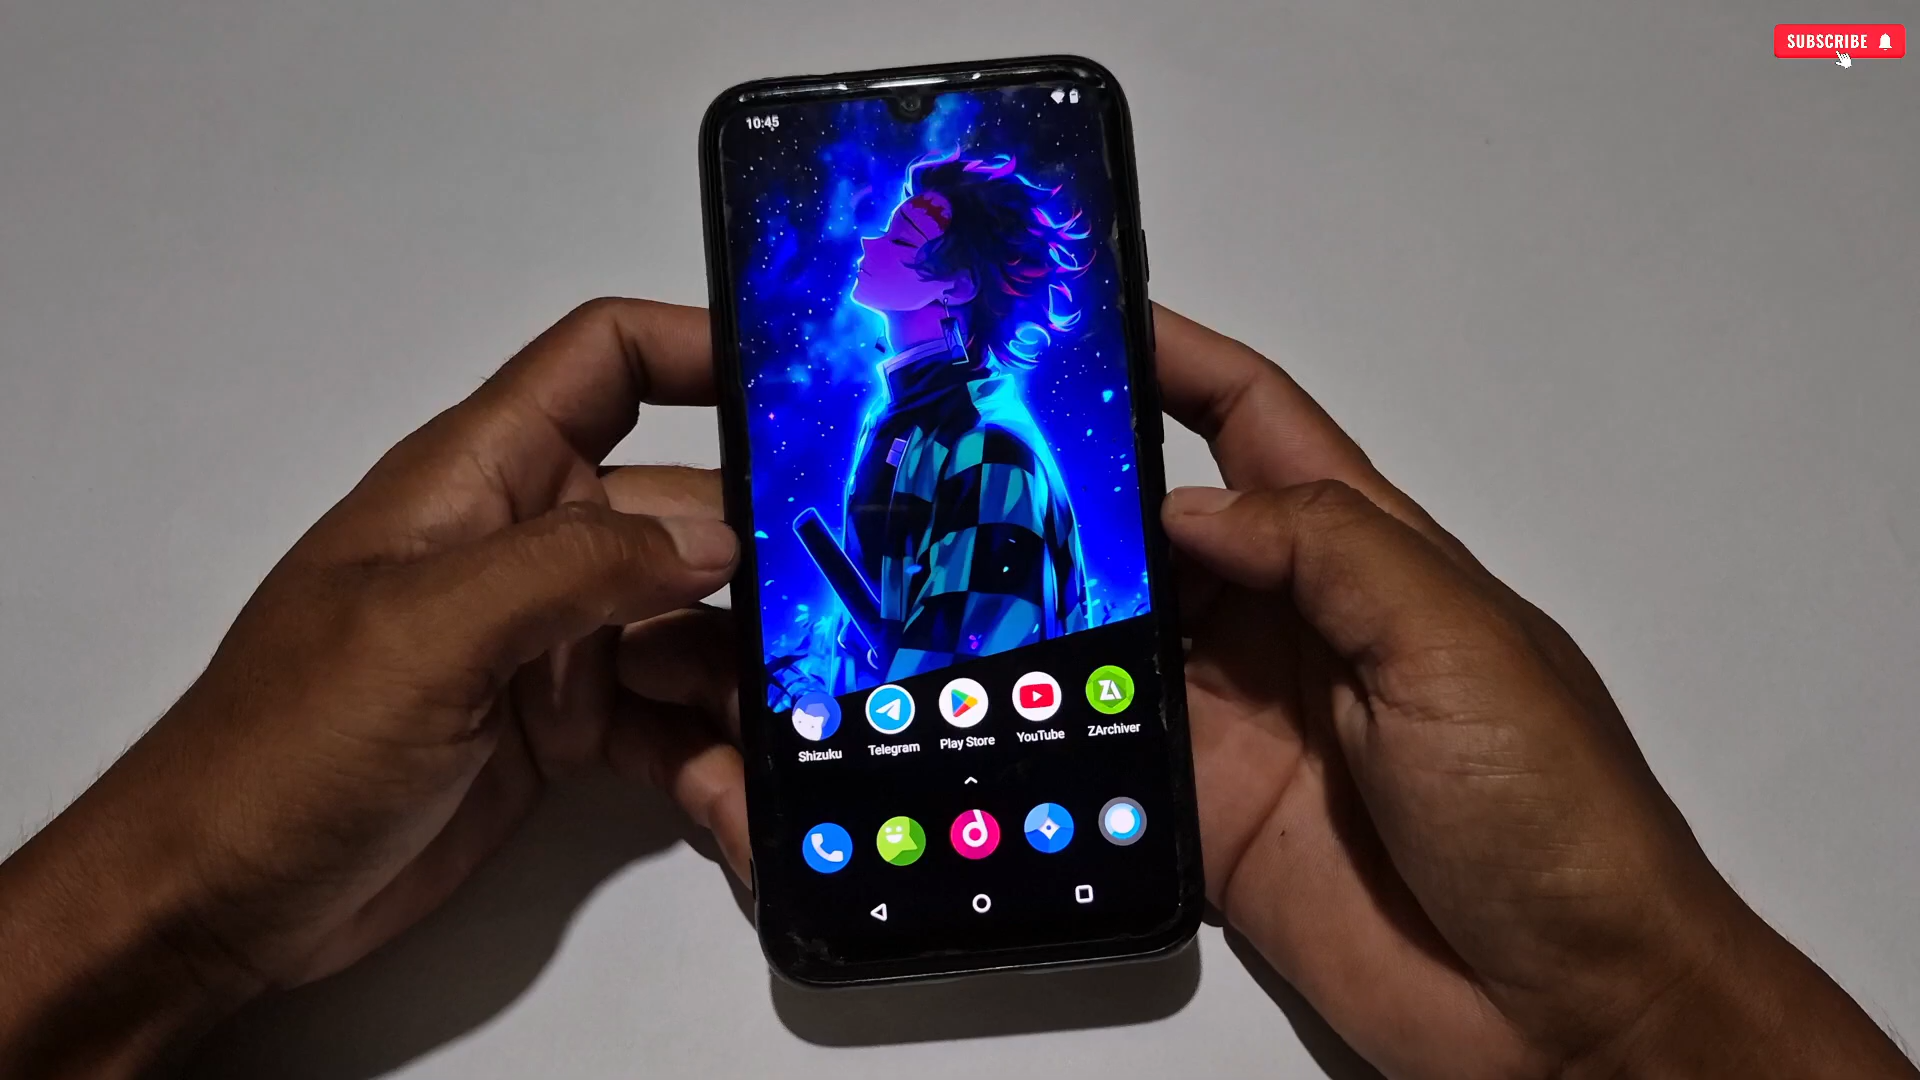 SUBSCRIBE
10:45
Shizuku
Telegram
Play Store
YouTube
ZArchiver